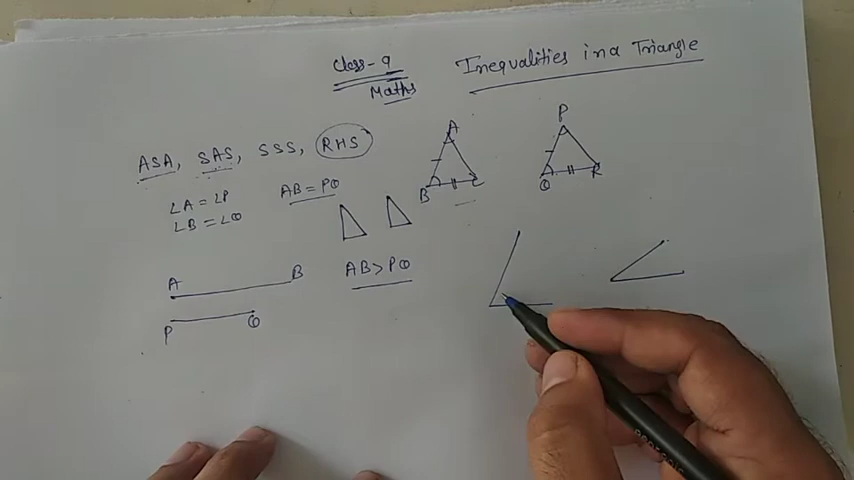 Class-9
Maths
Inequalities in a Triangle
ASA, SAS, SSS, RHS
∠A = ∠P
∠B = ∠Q
AB = PQ
A
B
C
P
Q
R
A
B
AB > PQ
P
Q